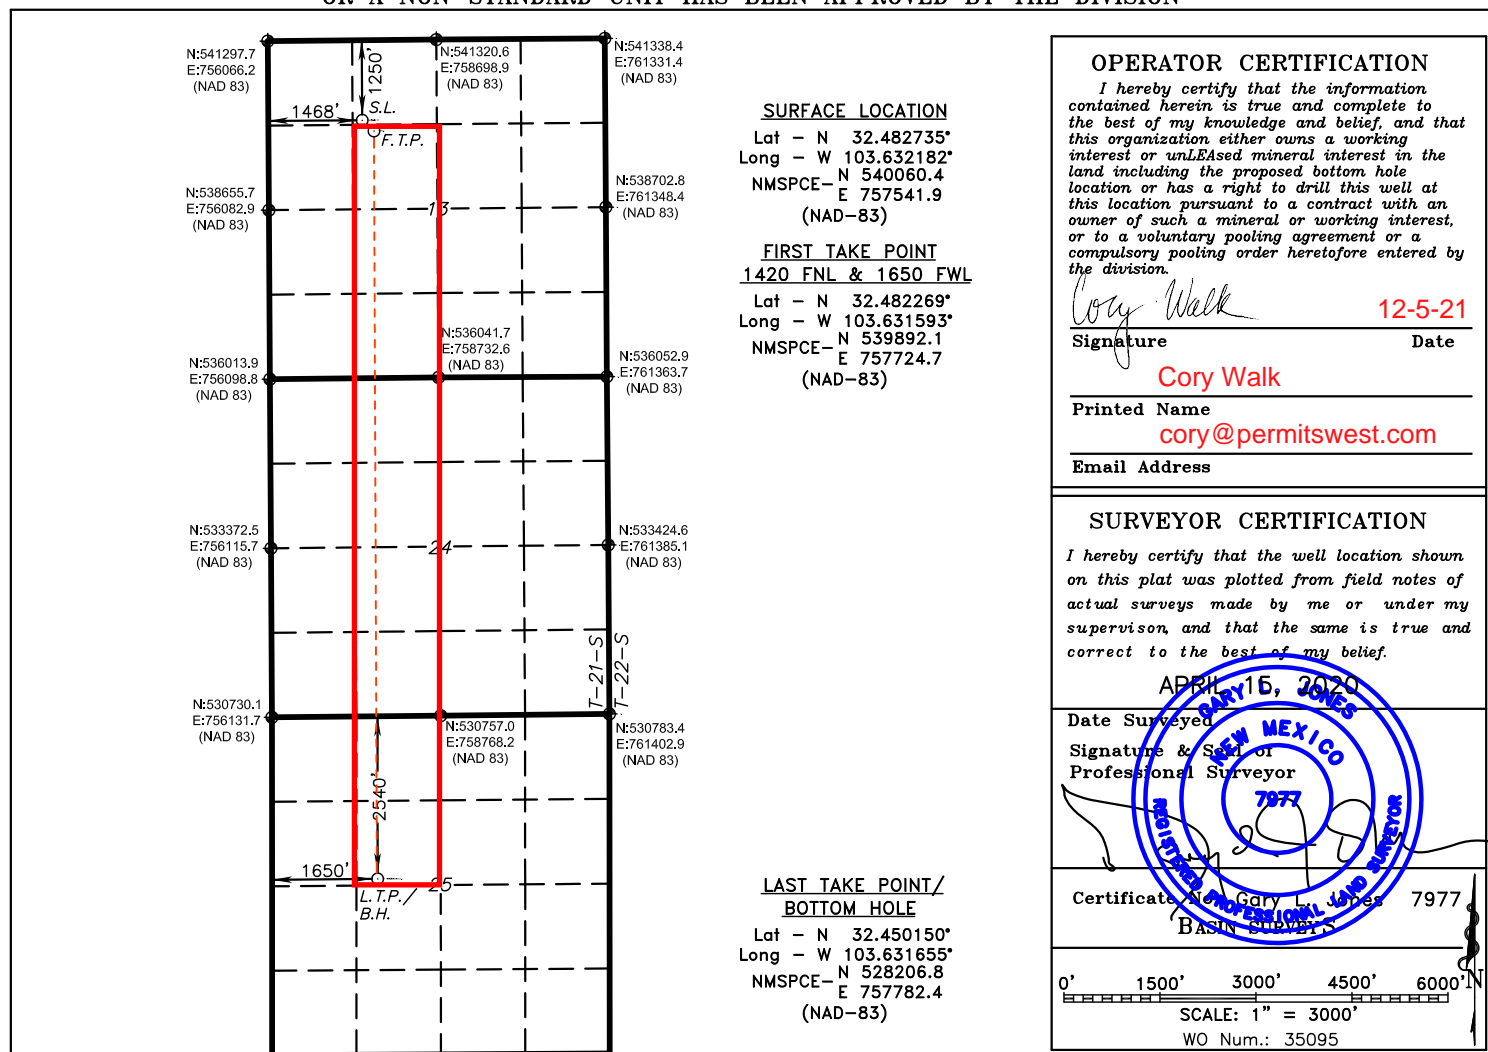 OR A NON-STANDARD UNIT HAS BEEN APPROVED BY THE DIVISION
N:541297.7
E:756066.2
(NAD 83)
N:541320.6
E:758698.9
(NAD 83)
N:541338.4
E:761331.4
(NAD 83)
1250'
1468'
S.L.
F.T.P.
N:538655.7
E:756082.9
(NAD 83)
13
N:538702.8
E:761348.4
(NAD 83)
N:536041.7
E:758732.6
(NAD 83)
N:536013.9
E:756098.8
(NAD 83)
N:536052.9
E:761363.7
(NAD 83)
N:533372.5
E:756115.7
(NAD 83)
24
N:533424.6
E:761385.1
(NAD 83)
T-21-S
T-22-S
N:530730.1
E:756131.7
(NAD 83)
N:530757.0
E:758768.2
(NAD 83)
N:530783.4
E:761402.9
(NAD 83)
2540'
1650'
25
L.T.P./
B.H.
SURFACE LOCATION
Lat - N 32.482735°
Long - W 103.632182°
NMSPCE- N 540060.4
E 757541.9
(NAD-83)
FIRST TAKE POINT
1420 FNL & 1650 FWL
Lat - N 32.482269°
Long - W 103.631593°
NMSPCE- N 539892.1
E 757724.7
(NAD-83)
LAST TAKE POINT/
BOTTOM HOLE
Lat - N 32.450150°
Long - W 103.631655°
NMSPCE- N 528206.8
E 757782.4
(NAD-83)
OPERATOR CERTIFICATION
I hereby certify that the information
contained herein is true and complete to
the best of my knowledge and belief, and that
this organization either owns a working
interest or unLEAsed mineral interest in the
land including the proposed bottom hole
location or has a right to drill this well at
this location pursuant to a contract with an
owner of such a mineral or working interest,
or to a voluntary pooling agreement or a
compulsory pooling order heretofore entered by
the division.
Cory Walk 12-5-21
Signature Date
Cory Walk
Printed Name
cory@permitswest.com
Email Address
SURVEYOR CERTIFICATION
I hereby certify that the well location shown
on this plat was plotted from field notes of
actual surveys made by me or under my
supervison, and that the same is true and
correct to the best of my belief.
APRIL 15, 2020
Date Surveyed
Signature & Seal of
Professional Surveyor
GARY L. JONES
NEW MEXICO
7977
REGISTERED PROFESSIONAL LAND SURVEYOR
Certificate No. Gary L. Jones 7977
BASIN SURVEYS
0' 1500' 3000' 4500' 6000'
N
SCALE: 1" = 3000'
WO Num.: 35095